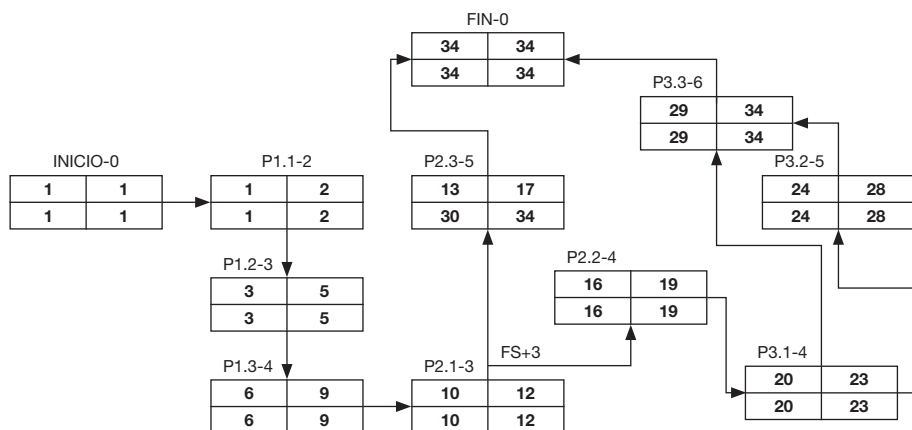 FIN-0
34 34
34 34
P3.3-6
29 34
29 34
INICIO-0
1 1
1 1
P1.1-2
1 2
1 2
P2.3-5
13 17
30 34
P3.2-5
24 28
24 28
P1.2-3
3 5
3 5
P2.2-4
16 19
16 19
P1.3-4
6 9
6 9
P2.1-3
10 12
10 12
FS+3
P3.1-4
20 23
20 23